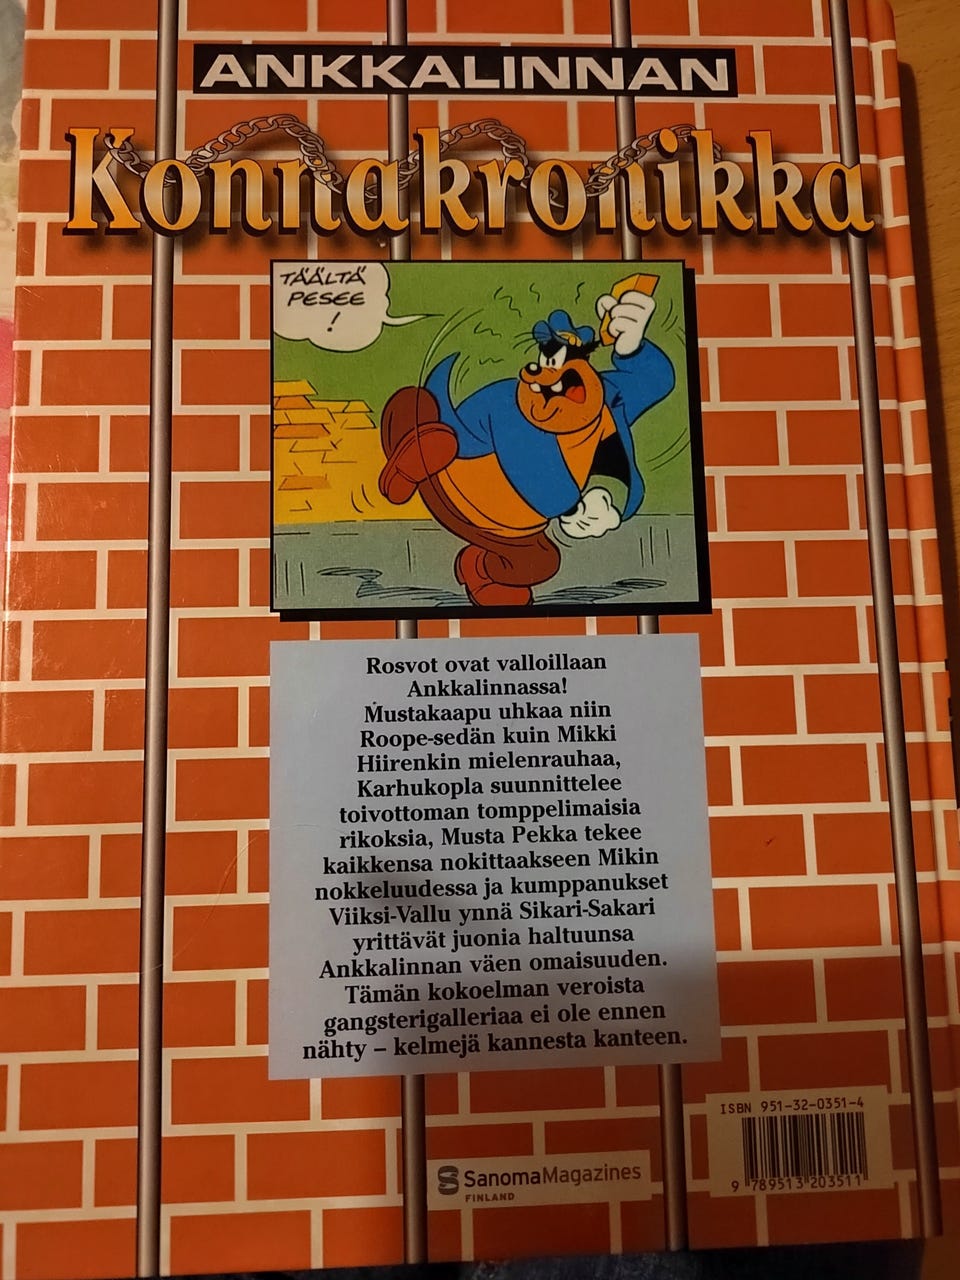 ANKKALINNAN
Konnakronikka
TÄÄLTÄ
PESEE
!
Rosvot ovat valloillaan
Ankkalinnassa!
Mustakaapu uhkaa niin
Roope-sedän kuin Mikki
Hiirenkin mielenrauhaa,
Karhukopla suunnittelee
toivottoman tomppelimaisia
rikoksia, Musta Pekka tekee
kaikkensa nokittaakseen Mikin
nokkeluudessa ja kumppanukset
Viiksi-Vallu ynnä Sikari-Sakari
yrittävät juonia haltuunsa
Ankkalinnan väen omaisuuden.
Tämän kokoelman veroista
gangsterigalleriaa ei ole ennen
nähty – kelmejä kannesta kanteen.
ISBN 951-32-0351-4
9 789513 203511
SanomaMagazines
FINLAND